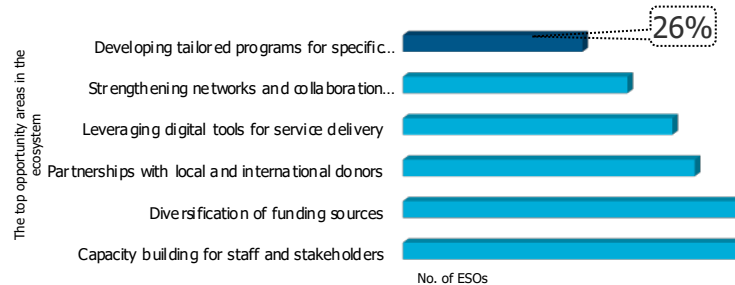 26%
Developing tailored programs for specific...
Strengthening networks and collaboration...
Leveraging digital tools for service delivery
Partnerships with local and international donors
Diversification of funding sources
Capacity building for staff and stakeholders
The top opportunity areas in the
ecosystem
No. of ESOs